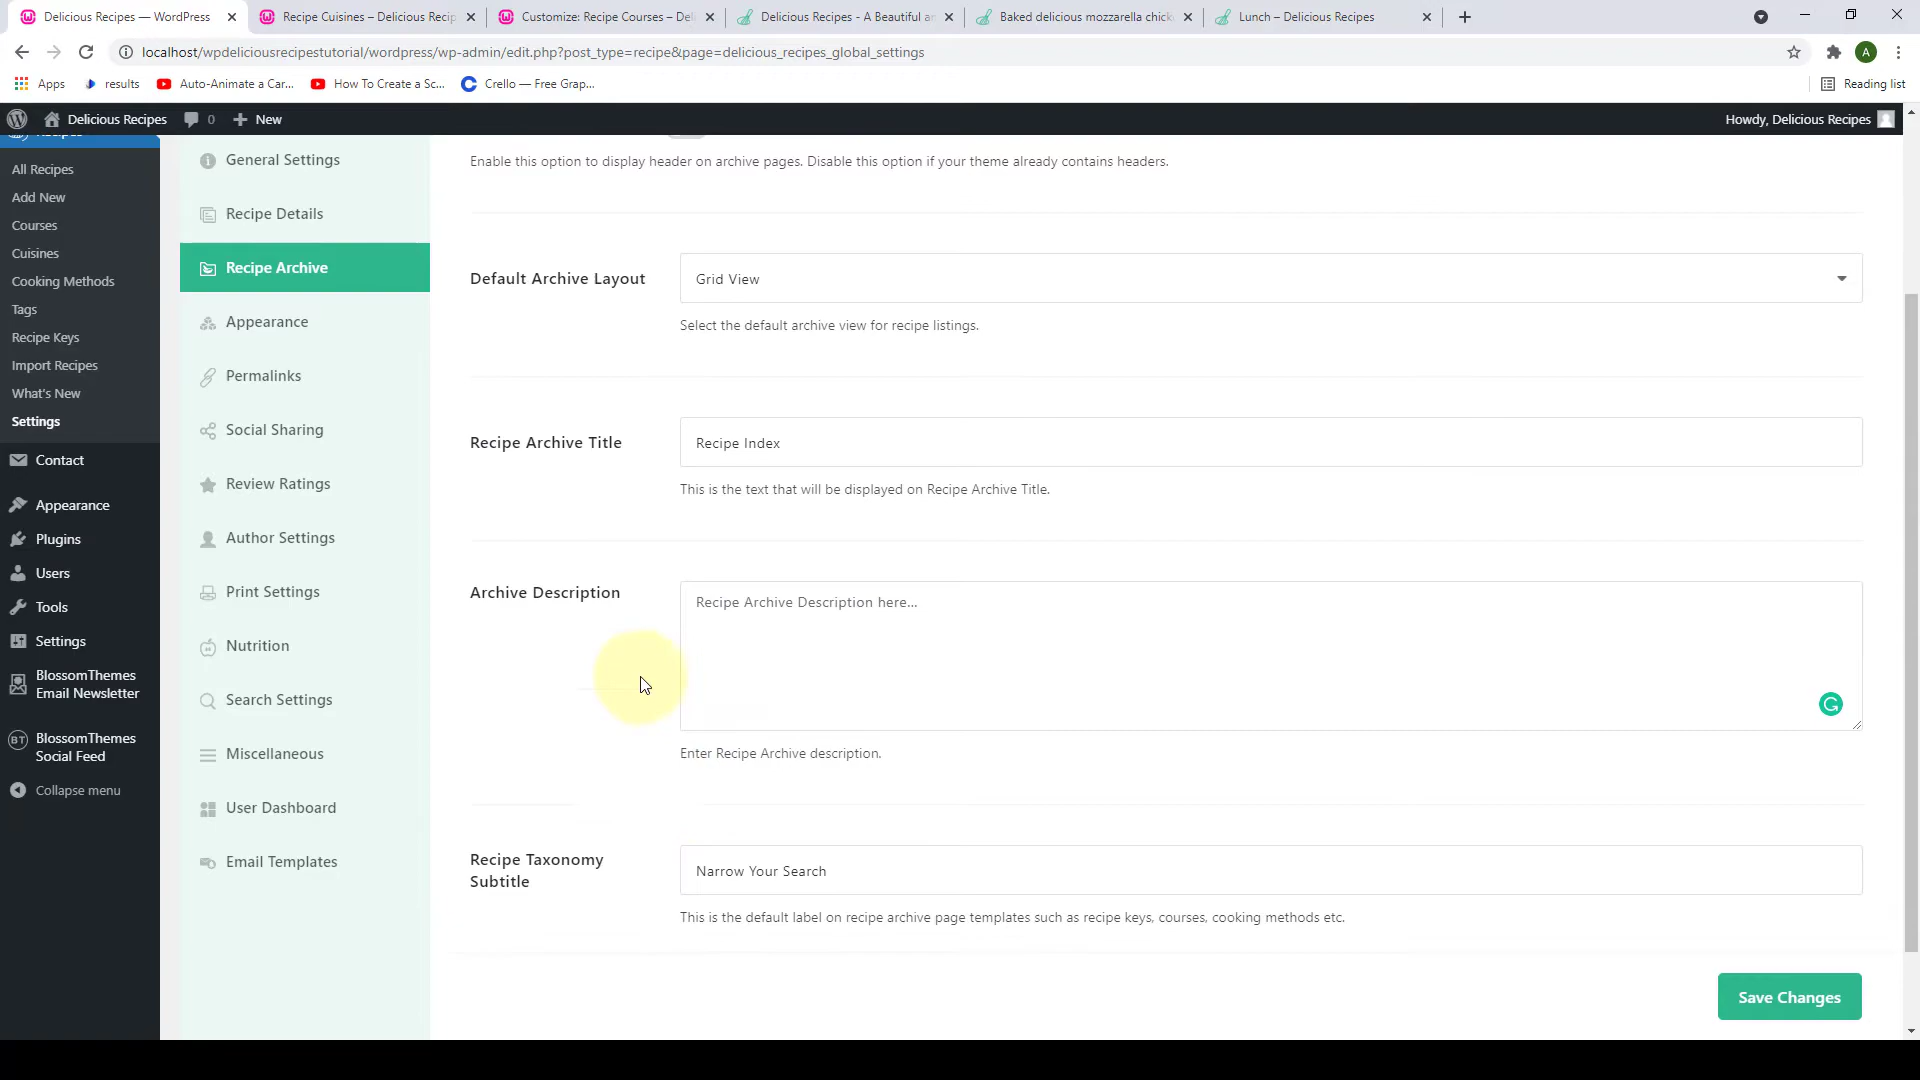 Delicious Recipes — WordPress
Recipe Cuisines – Delicious Recip
Customize: Recipe Courses – Deli
Delicious Recipes - A Beautiful an
Baked delicious mozzarella chick
Lunch – Delicious Recipes
localhost/wpdeliciousrecipestutorial/wordpress/wp-admin/edit.php?post_type=recipe&page=delicious_recipes_global_settings
A
Apps
results
Auto-Animate a Car...
How To Create a Sc...
Crello — Free Grap...
Reading list
Delicious Recipes
0
New
Howdy, Delicious Recipes
All Recipes
Add New
Courses
Cuisines
Cooking Methods
Tags
Recipe Keys
Import Recipes
What's New
Settings
Contact
Appearance
Plugins
Users
Tools
Settings
BlossomThemes
Email Newsletter
BT
BlossomThemes
Social Feed
Collapse menu
General Settings
Recipe Details
Recipe Archive
Appearance
Permalinks
Social Sharing
Review Ratings
Author Settings
Print Settings
Nutrition
Search Settings
Miscellaneous
User Dashboard
Email Templates
Enable this option to display header on archive pages. Disable this option if your theme already contains headers.
Default Archive Layout
Grid View
Select the default archive view for recipe listings.
Recipe Archive Title
Recipe Index
This is the text that will be displayed on Recipe Archive Title.
Archive Description
Recipe Archive Description here...
Enter Recipe Archive description.
Recipe Taxonomy
Subtitle
Narrow Your Search
This is the default label on recipe archive page templates such as recipe keys, courses, cooking methods etc.
Save Changes